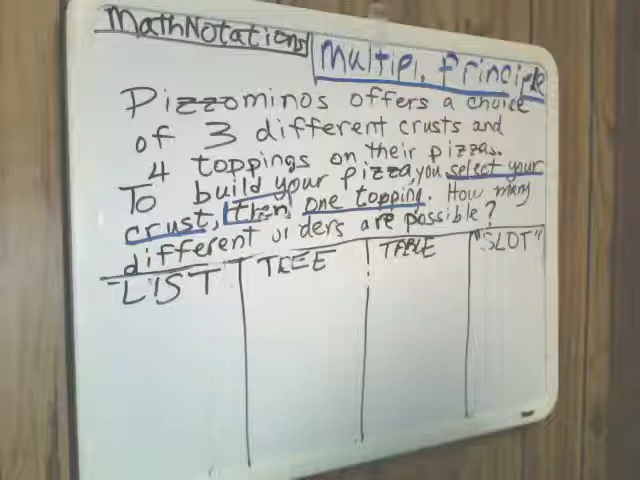 MathNotations
Multipl. Principle
Pizzominos offers a choice
of 3 different crusts and
4 toppings on their pizzas.
To build your pizza, you select your
crust, then one topping. How many
different orders are possible?
LIST
TREE
TABLE
"SLOT"